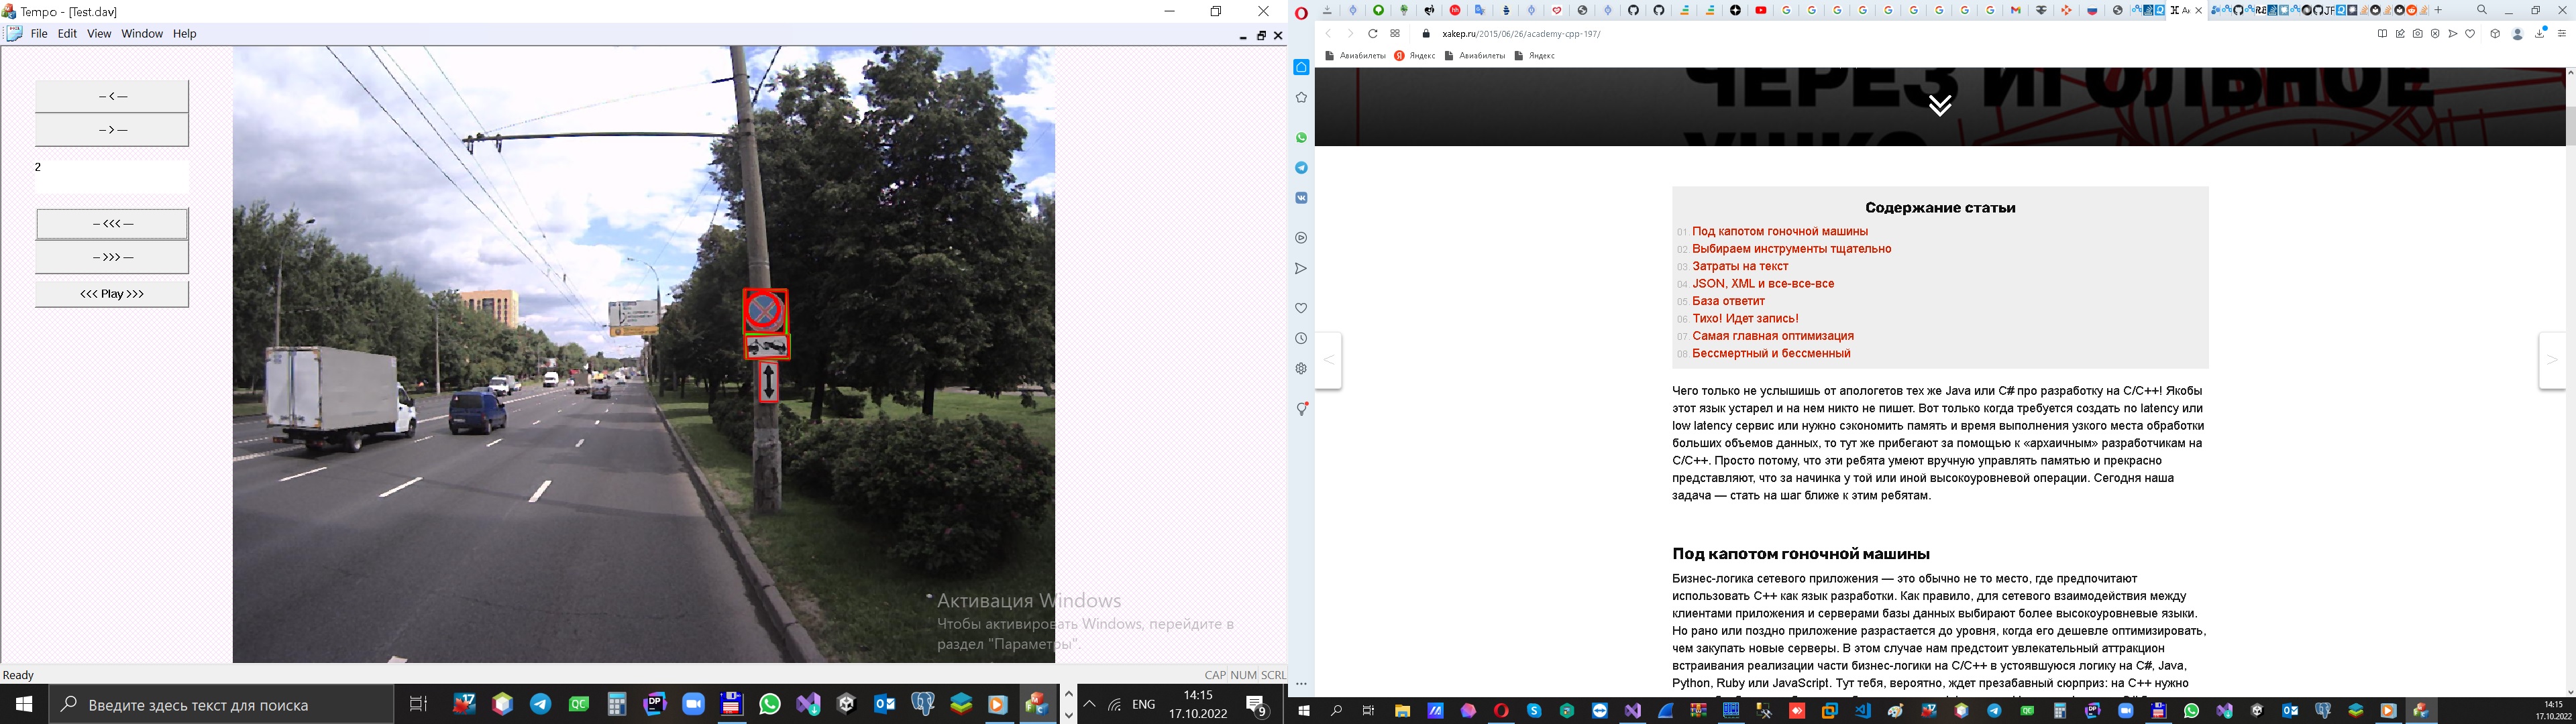 Tempo - [Test.dav]
File Edit View Window Help
– < –
– > –
2
– <<< –
– >>> –
<<< Play >>>
Активация Windows
Чтобы активировать Windows, перейдите в
раздел "Параметры".
Ready
CAP NUM SCRL
Введите здесь текст для поиска
ENG
14:15
17.10.2022
9
xakep.ru/2015/06/26/academy-cpp-197/
Авиабилеты Яндекс Авиабилеты Яндекс
ЧЕРЕЗ ИГОЛЬНОЕ
УШКО
Содержание статьи
01. Под капотом гоночной машины
02. Выбираем инструменты тщательно
03. Затраты на текст
04. JSON, XML и все-все-все
05. База ответит
06. Тихо! Идет запись!
07. Самая главная оптимизация
08. Бессмертный и бессменный
Чего только не услышишь от апологетов тех же Java или C# про разработку на C/C++! Якобы
этот язык устарел и на нем никто не пишет. Вот только когда требуется создать no latency или
low latency сервис или нужно сэкономить память и время выполнения узкого места обработки
больших объемов данных, то тут же прибегают за помощью к «архаичным» разработчикам на
C/C++. Просто потому, что эти ребята умеют вручную управлять памятью и прекрасно
представляют, что за начинка у той или иной высокоуровневой операции. Сегодня наша
задача — стать на шаг ближе к этим ребятам.
Под капотом гоночной машины
Бизнес-логика сетевого приложения — это обычно не то место, где предпочитают
использовать C++ как язык разработки. Как правило, для сетевого взаимодействия между
клиентами приложения и серверами базы данных выбирают более высокоуровневые языки.
Но рано или поздно приложение разрастается до уровня, когда его дешевле оптимизировать,
чем закупать новые серверы. В этом случае нам предстоит увлекательный аттракцион
встраивания реализации части бизнес-логики на C/C++ в устоявшуюся логику на C#, Java,
Python, Ruby или JavaScript. Тут тебя, вероятно, ждет презабавный сюрприз: на C++ нужно
14:15
17.10.2022